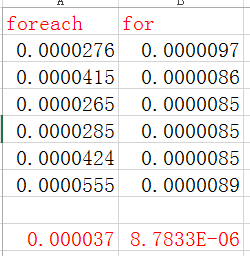 A B
foreach for
0.0000276 0.0000097
0.0000415 0.0000086
0.0000265 0.0000085
0.0000285 0.0000085
0.0000424 0.0000085
0.0000555 0.0000089
0.000037 8.7833E-06